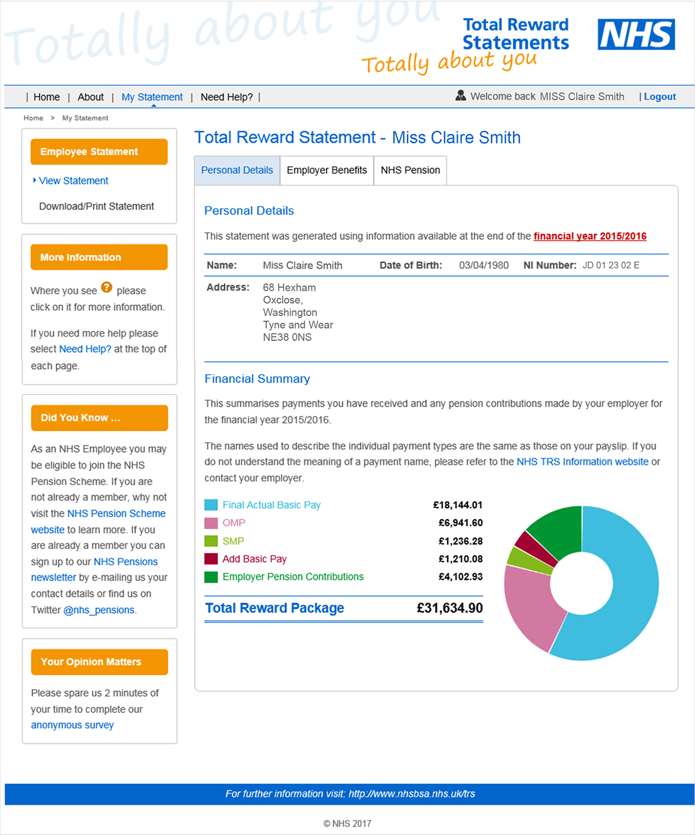 Totally about you
Total Reward
Statements
NHS
Totally about you
| Home | About | My Statement | Need Help? |
Welcome back MISS Claire Smith | Logout
Home > My Statement
Employee Statement
View Statement
Download/Print Statement
More Information
Where you see ? please
click on it for more information.
If you need more help please
select Need Help? at the top of
each page.
Did You Know ...
As an NHS Employee you may
be eligible to join the NHS
Pension Scheme. If you are
not already a member, why not
visit the NHS Pension Scheme
website to learn more. If you
are already a member you can
sign up to our NHS Pensions
newsletter by e-mailing us your
contact details or find us on
Twitter @nhs_pensions.
Your Opinion Matters
Please spare us 2 minutes of
your time to complete our
anonymous survey
Total Reward Statement - Miss Claire Smith
Personal Details
Employer Benefits
NHS Pension
Personal Details
This statement was generated using information available at the end of the financial year 2015/2016
Name: Miss Claire Smith Date of Birth: 03/04/1980 NI Number: JD 01 23 02 E
Address: 68 Hexham
Oxclose,
Washington
Tyne and Wear
NE38 0NS
Financial Summary
This summarises payments you have received and any pension contributions made by your employer for
the financial year 2015/2016.
The names used to describe the individual payment types are the same as those on your payslip. If you
do not understand the meaning of a payment name, please refer to the NHS TRS Information website or
contact your employer.
Final Actual Basic Pay £18,144.01
OMP £6,941.60
SMP £1,236.28
Add Basic Pay £1,210.08
Employer Pension Contributions £4,102.93
Total Reward Package £31,634.90
For further information visit: http://www.nhsbsa.nhs.uk/trs
© NHS 2017